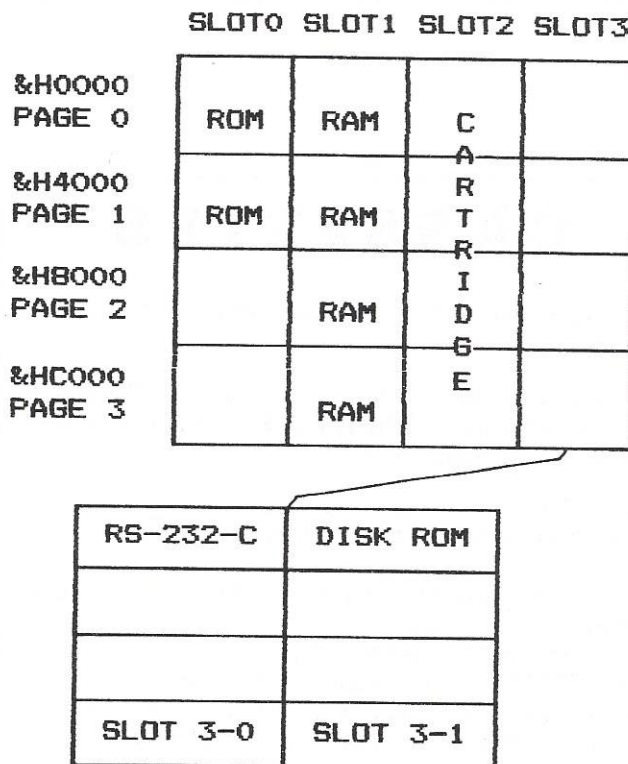 SLOT0 SLOT1 SLOT2 SLOT3
&H0000
PAGE 0 ROM RAM
&H4000
PAGE 1 ROM RAM
&H8000
PAGE 2 RAM
&HC000
PAGE 3 RAM
CARTRIDGE
RS-232-C DISK ROM
SLOT 3-0 SLOT 3-1